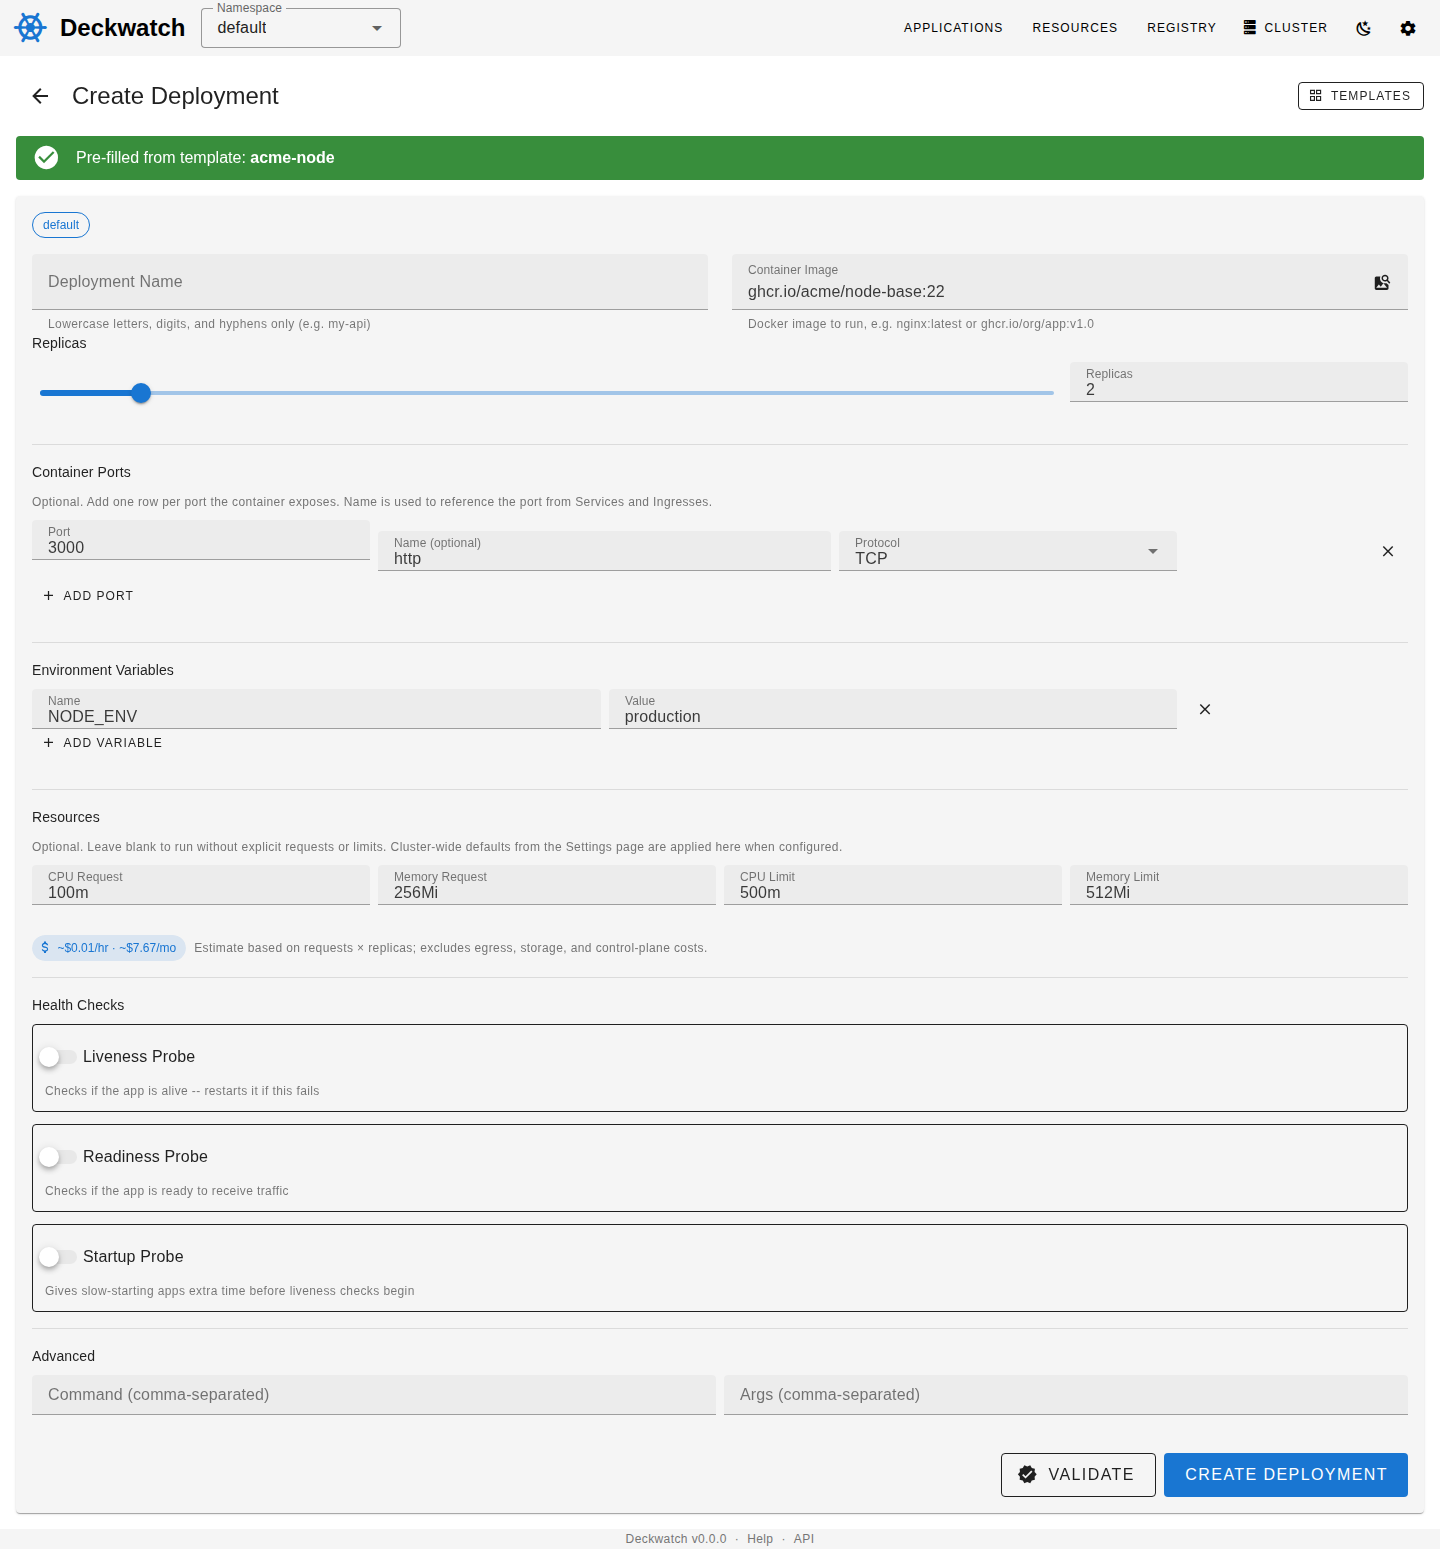 Deckwatch
Namespace
default
APPLICATIONS RESOURCES REGISTRY CLUSTER
Create Deployment
TEMPLATES
Pre-filled from template: acme-node
default
Deployment Name
Lowercase letters, digits, and hyphens only (e.g. my-api)
Container Image
ghcr.io/acme/node-base:22
Docker image to run, e.g. nginx:latest or ghcr.io/org/app:v1.0
Replicas
Replicas
2
Container Ports
Optional. Add one row per port the container exposes. Name is used to reference the port from Services and Ingresses.
Port
3000
Name (optional)
http
Protocol
TCP
ADD PORT
Environment Variables
Name
NODE_ENV
Value
production
ADD VARIABLE
Resources
Optional. Leave blank to run without explicit requests or limits. Cluster-wide defaults from the Settings page are applied here when configured.
CPU Request
100m
Memory Request
256Mi
CPU Limit
500m
Memory Limit
512Mi
~$0.01/hr · ~$7.67/mo Estimate based on requests × replicas; excludes egress, storage, and control-plane costs.
Health Checks
Liveness Probe
Checks if the app is alive -- restarts it if this fails
Readiness Probe
Checks if the app is ready to receive traffic
Startup Probe
Gives slow-starting apps extra time before liveness checks begin
Advanced
Command (comma-separated)
Args (comma-separated)
VALIDATE
CREATE DEPLOYMENT
Deckwatch v0.0.0 · Help · API